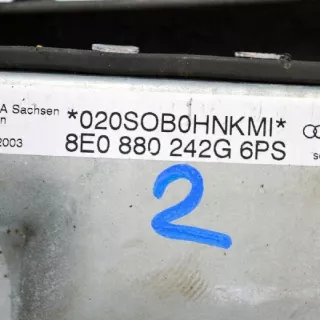 A Sachsen
n
2003
*020SOB0HNKMI*
8E0 880 242G 6PS
2